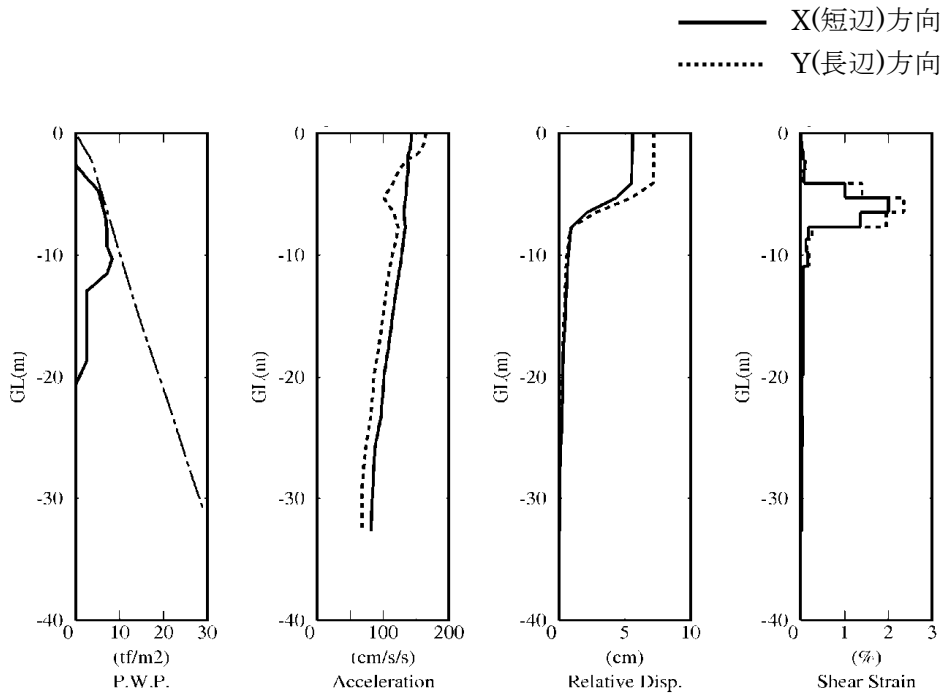 X(短辺)方向
Y(長辺)方向
0
-10
-20
-30
-40
GL(m)
0 10 20 30
(tf/m2)
P.W.P.
0
-10
-20
-30
-40
GL(m)
0 100 200
(cm/s/s)
Acceleration
0
-10
-20
-30
-40
GL(m)
0 5 10
(cm)
Relative Disp.
0
-10
-20
-30
-40
GL(m)
0 1 2 3
(%)
Shear Strain